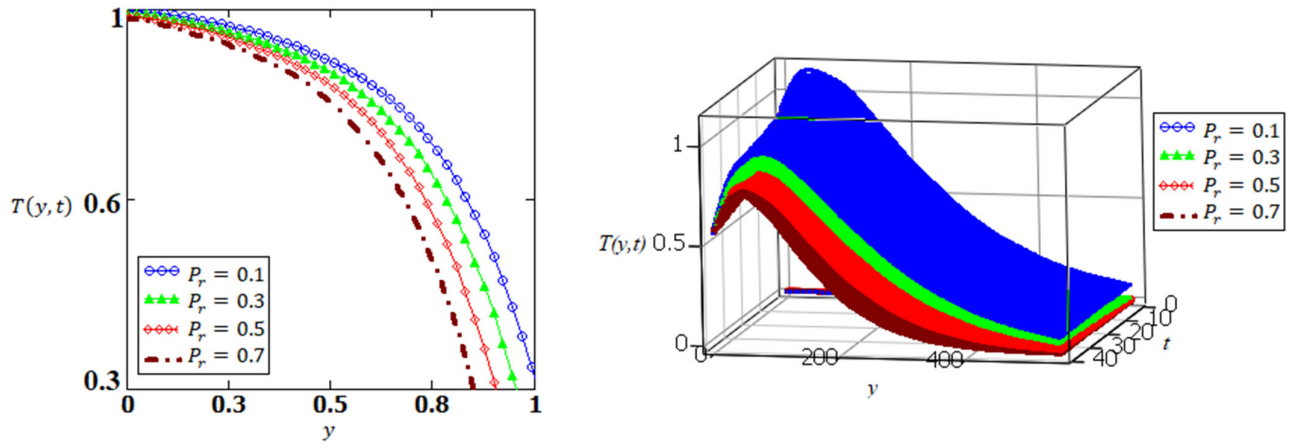 1
T(y,t) 0.6
0.3
P_r = 0.1
P_r = 0.3
P_r = 0.5
P_r = 0.7
0 0.3 0.5 0.8 1
y
1
T(y,t) 0.5
0
0 200 400
y
40 30 20 10 0
t
P_r = 0.1
P_r = 0.3
P_r = 0.5
P_r = 0.7